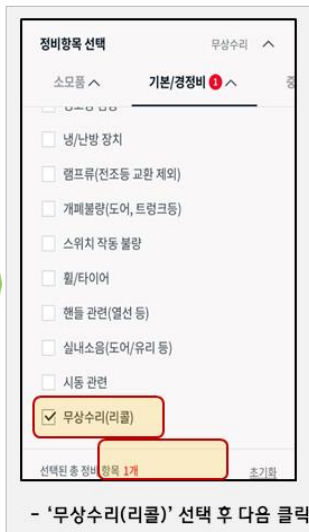 정비항목 선택 무상수리
소모품 기본/경정비 1 중
냉/난방 장치
램프류(전조등 교환 제외)
개폐불량(도어, 트렁크등)
스위치 작동 불량
휠/타이어
핸들 관련(열선 등)
실내소음(도어/유리 등)
시동 관련
무상수리(리콜)
선택된 총 정비 항목 1개 초기화
- ‘무상수리(리콜)’ 선택 후 다음 클릭